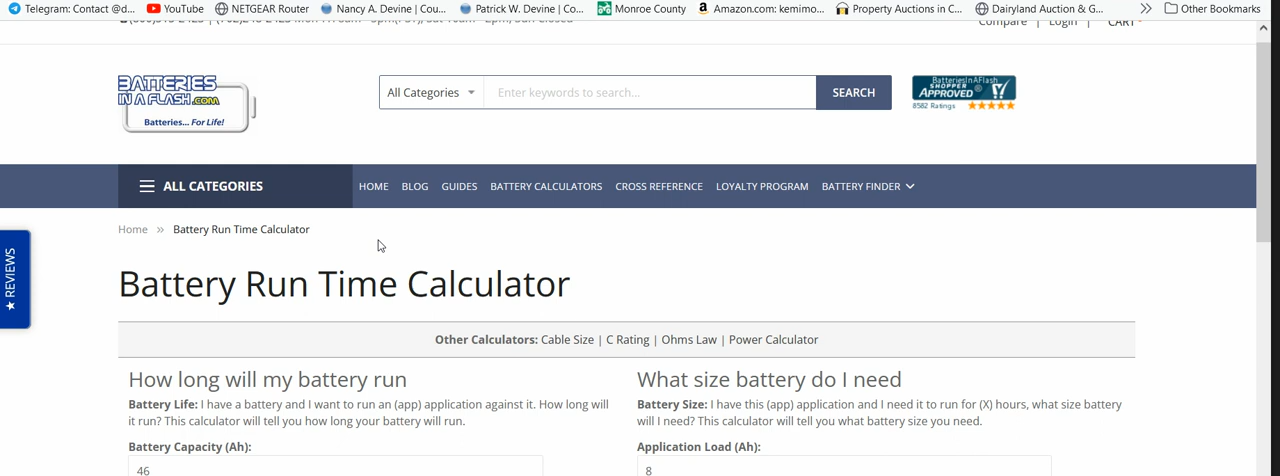 Telegram: Contact @d... YouTube NETGEAR Router Nancy A. Devine | Cou... Patrick W. Devine | Co... Monroe County Amazon.com: kemimo... Property Auctions in C... Dairyland Auction & G... Other Bookmarks
Compare | Login | CART
BATTERIES
IN A FLASH.COM
Batteries... For Life!
All Categories Enter keywords to search... SEARCH
BatteriesInAFlash
SHOPPER
APPROVED®
8582 Ratings
ALL CATEGORIES HOME BLOG GUIDES BATTERY CALCULATORS CROSS REFERENCE LOYALTY PROGRAM BATTERY FINDER
Home » Battery Run Time Calculator
★ REVIEWS
Battery Run Time Calculator
Other Calculators: Cable Size | C Rating | Ohms Law | Power Calculator
How long will my battery run
Battery Life: I have a battery and I want to run an (app) application against it. How long will
it run? This calculator will tell you how long your battery will run.
Battery Capacity (Ah):
46
What size battery do I need
Battery Size: I have this (app) application and I need it to run for (X) hours, what size battery
will I need? This calculator will tell you what battery size you need.
Application Load (Ah):
8